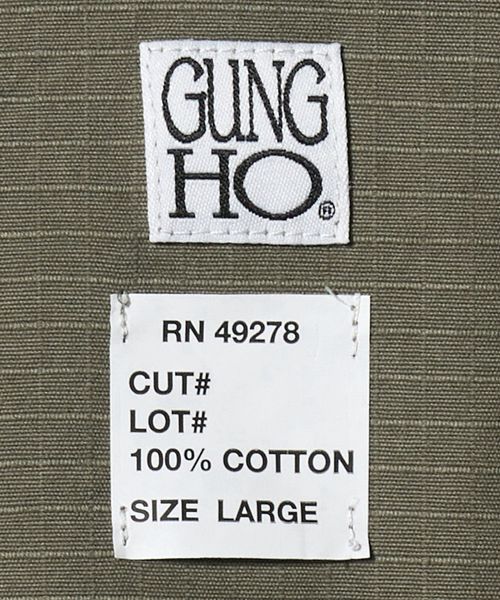 GUNG
HO®
RN 49278
CUT#
LOT#
100% COTTON
SIZE LARGE